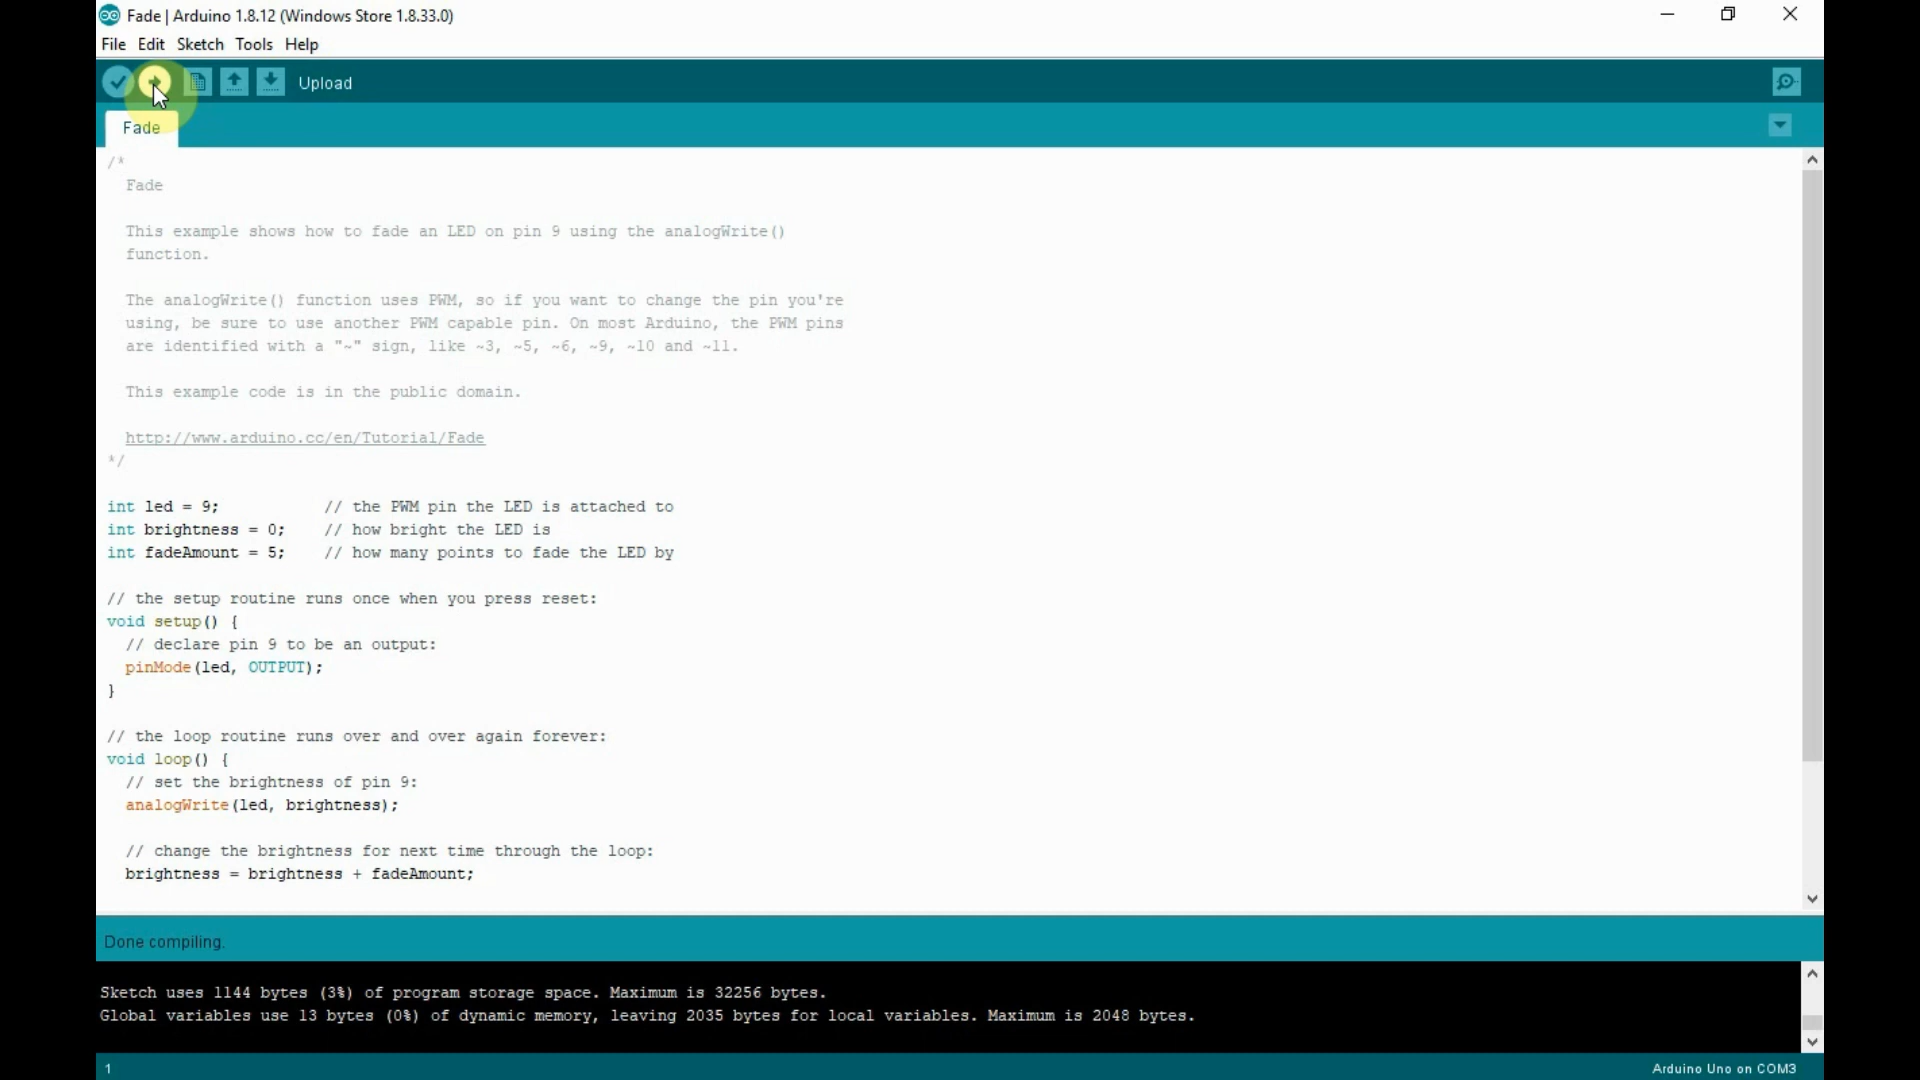 Fade | Arduino 1.8.12 (Windows Store 1.8.33.0)
File Edit Sketch Tools Help
Upload
Fade
/*
Fade
This example shows how to fade an LED on pin 9 using the analogWrite()
function.
The analogWrite() function uses PWM, so if you want to change the pin you're
using, be sure to use another PWM capable pin. On most Arduino, the PWM pins
are identified with a "~" sign, like ~3, ~5, ~6, ~9, ~10 and ~11.
This example code is in the public domain.
http://www.arduino.cc/en/Tutorial/Fade
*/
int led = 9; // the PWM pin the LED is attached to
int brightness = 0; // how bright the LED is
int fadeAmount = 5; // how many points to fade the LED by
// the setup routine runs once when you press reset:
void setup() {
// declare pin 9 to be an output:
pinMode(led, OUTPUT);
}
// the loop routine runs over and over again forever:
void loop() {
// set the brightness of pin 9:
analogWrite(led, brightness);
// change the brightness for next time through the loop:
brightness = brightness + fadeAmount;
Done compiling.
Sketch uses 1144 bytes (3%) of program storage space. Maximum is 32256 bytes.
Global variables use 13 bytes (0%) of dynamic memory, leaving 2035 bytes for local variables. Maximum is 2048 bytes.
1 Arduino Uno on COM3